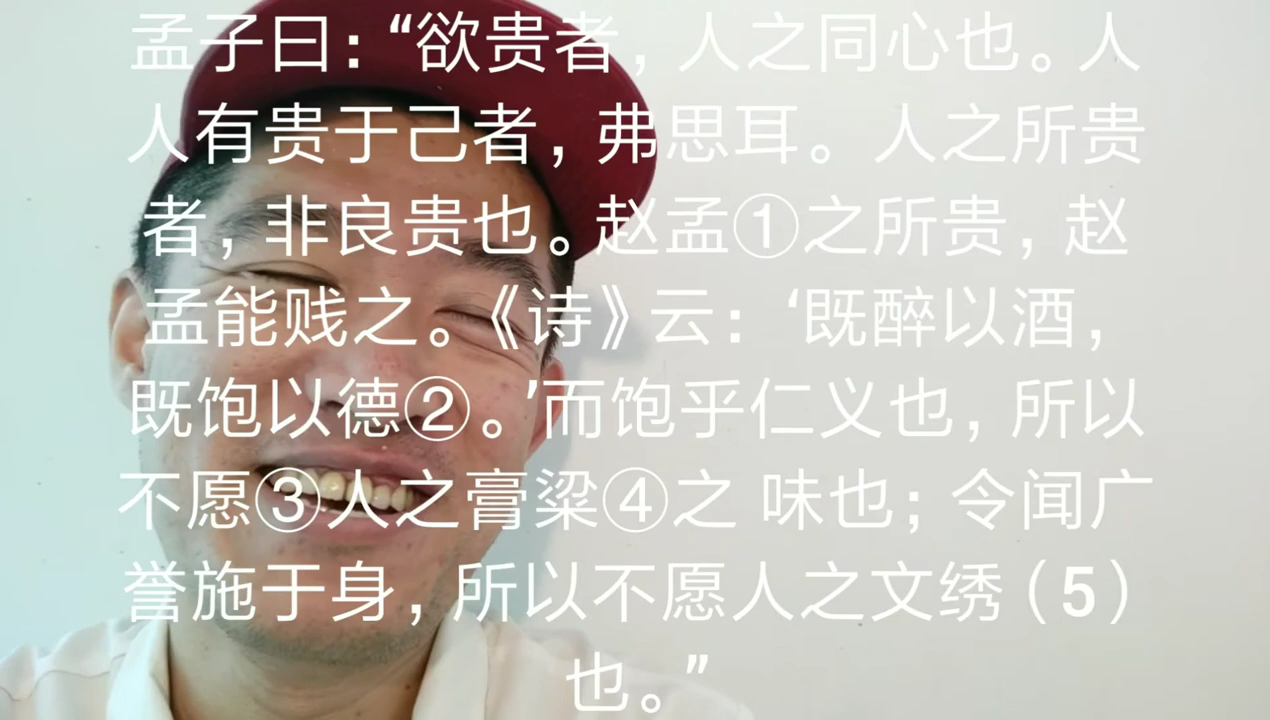 孟子曰：“欲贵者，人之同心也。人
人有贵于己者，弗思耳。人之所贵
者，非良贵也。赵孟①之所贵，赵
孟能贱之。《诗》云：‘既醉以酒，
既饱以德②。’而饱乎仁义也，所以
不愿③人之膏粱④之 味也；令闻广
誉施于身，所以不愿人之文绣（5）
也。”